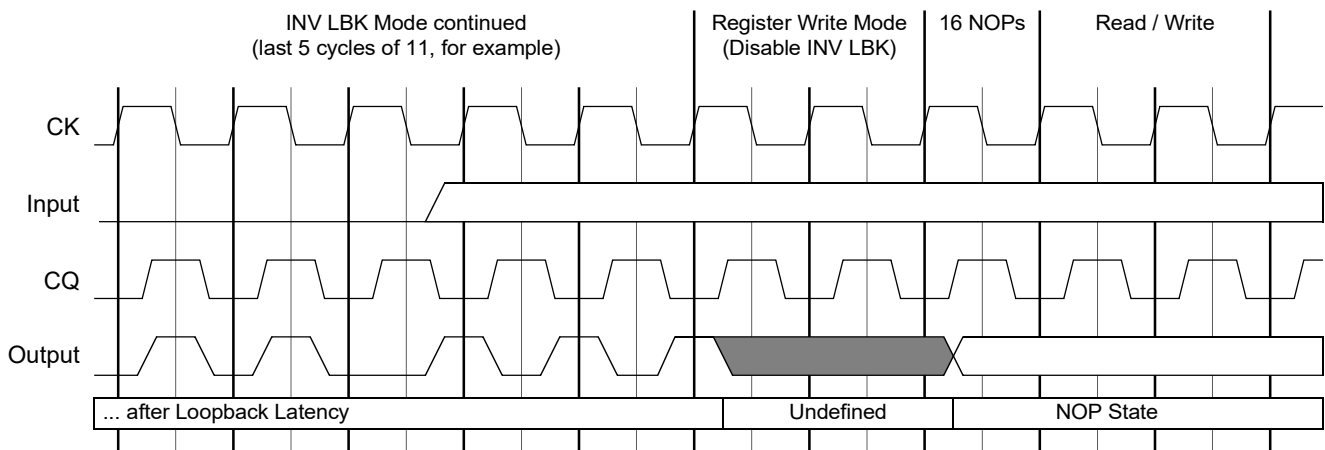 INV LBK Mode continued
(last 5 cycles of 11, for example)
Register Write Mode
(Disable INV LBK)
16 NOPs
Read / Write
CK
Input
CQ
Output
... after Loopback Latency
Undefined
NOP State